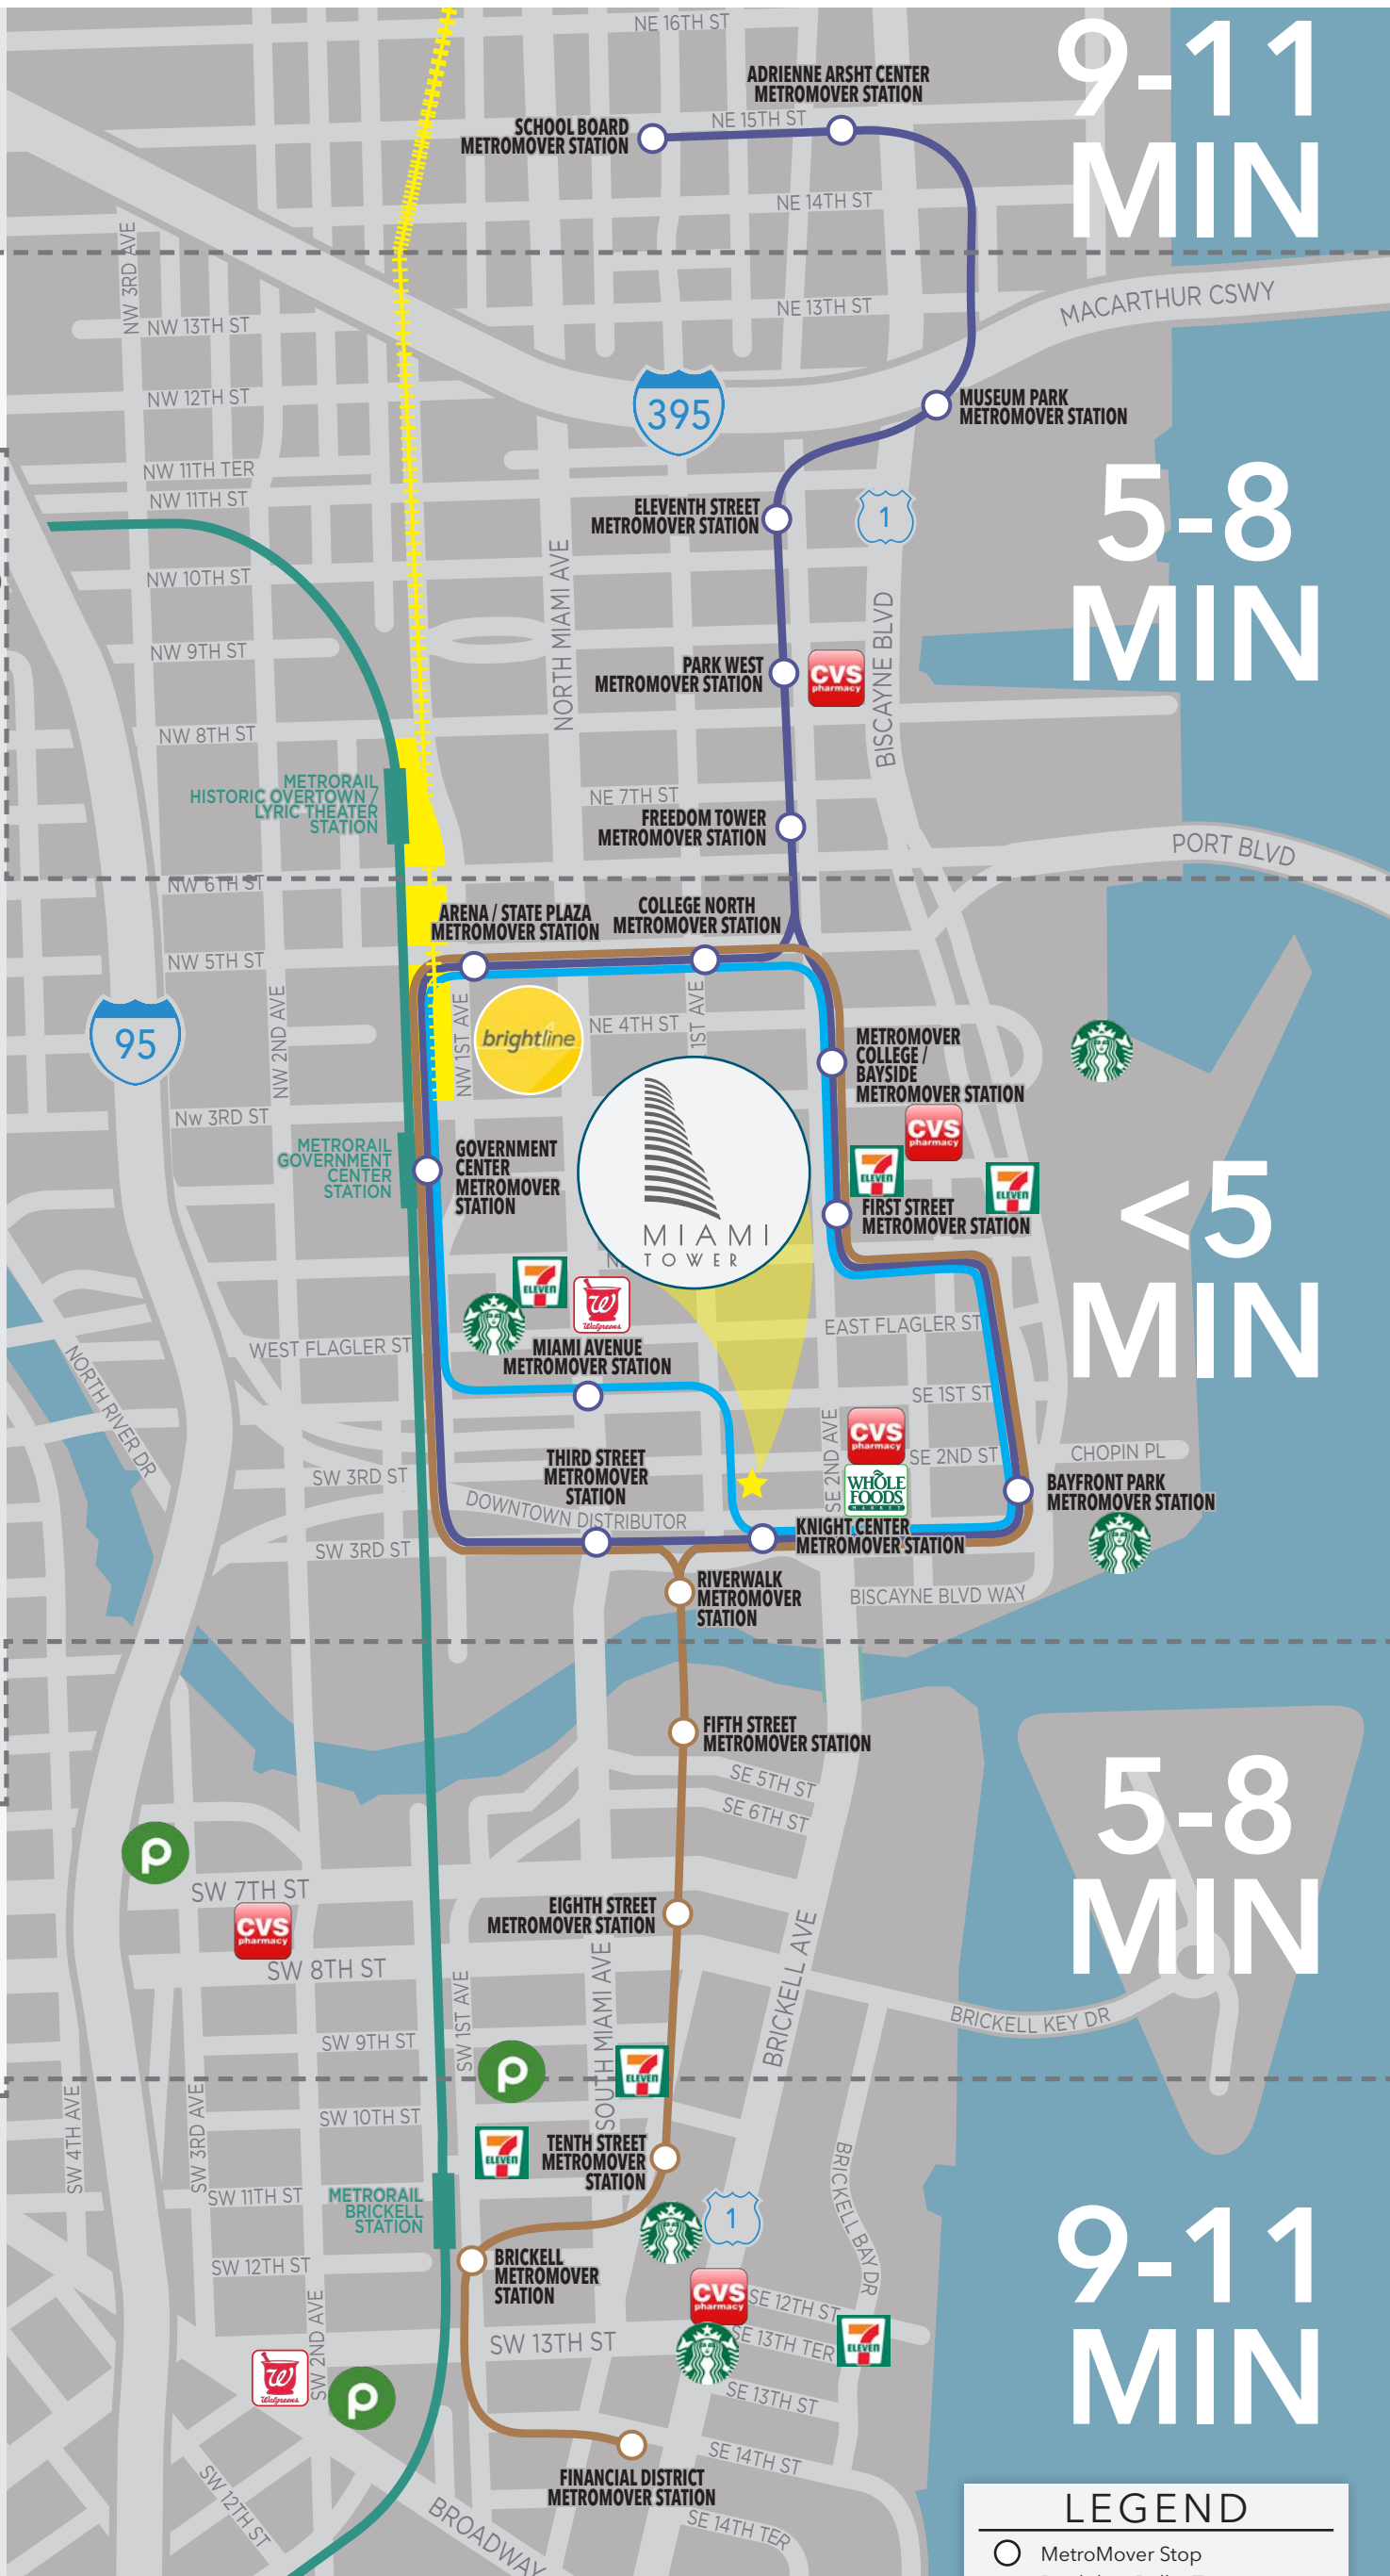 NE 16TH ST
9-11
MIN
ADRIENNE ARSHT CENTER
METROMOVER STATION
NE 15TH ST
SCHOOL BOARD
METROMOVER STATION
NE 14TH ST
NW 3RD AVE
NE 13TH ST
MACARTHUR CSWY
NW 13TH ST
395
NW 12TH ST
MUSEUM PARK
METROMOVER STATION
NW 11TH TER
NW 11TH ST
5-8
MIN
ELEVENTH STREET
METROMOVER STATION
1
NW 10TH ST
NORTH MIAMI AVE
BISCAYNE BLVD
NW 9TH ST
PARK WEST
METROMOVER STATION
CVS
pharmacy
NW 8TH ST
METRORAIL
HISTORIC OVERTOWN /
LYRIC THEATER
STATION
NE 7TH ST
FREEDOM TOWER
METROMOVER STATION
PORT BLVD
NW 6TH ST
ARENA / STATE PLAZA
METROMOVER STATION
COLLEGE NORTH
METROMOVER STATION
NW 5TH ST
95
NW 2ND AVE
NW 1ST AVE
brightline
NE 4TH ST
1ST AVE
METROMOVER
COLLEGE /
BAYSIDE
METROMOVER STATION
CVS
pharmacy
Nw 3RD ST
METRORAIL
GOVERNMENT
CENTER
STATION
GOVERNMENT
CENTER
METROMOVER
STATION
MIAMI
TOWER
7
ELEVEN
7
ELEVEN
FIRST STREET
METROMOVER STATION
<5
MIN
7
ELEVEN
Walgreens
WEST FLAGLER ST
MIAMI AVENUE
METROMOVER STATION
EAST FLAGLER ST
NORTH RIVER DR
SE 1ST ST
SE 2ND AVE
CVS
pharmacy
SE 2ND ST
CHOPIN PL
WHOLE
FOODS
MARKET
THIRD STREET
METROMOVER
STATION
SW 3RD ST
DOWNTOWN DISTRIBUTOR
BAYFRONT PARK
METROMOVER STATION
KNIGHT CENTER
METROMOVER STATION
SW 3RD ST
RIVERWALK
METROMOVER
STATION
BISCAYNE BLVD WAY
FIFTH STREET
METROMOVER STATION
SE 5TH ST
SE 6TH ST
5-8
MIN
P
SW 7TH ST
CVS
pharmacy
SW 8TH ST
EIGHTH STREET
METROMOVER STATION
BRICKELL AVE
BRICKELL KEY DR
SW 1ST AVE
SOUTH MIAMI AVE
SW 9TH ST
P
7
ELEVEN
SW 4TH AVE
SW 3RD AVE
SW 10TH ST
7
ELEVEN
TENTH STREET
METROMOVER
STATION
BRICKELL BAY DR
SW 11TH ST
METRORAIL
BRICKELL
STATION
1
9-11
MIN
SW 12TH ST
BRICKELL
METROMOVER
STATION
CVS
pharmacy
SE 12TH ST
SW 2ND AVE
SW 13TH ST
SE 13TH TER
7
ELEVEN
Walgreens
P
SE 13TH ST
SE 14TH ST
SW 12TH ST
FINANCIAL DISTRICT
METROMOVER STATION
BROADWAY
SE 14TH TER
LEGEND
MetroMover Stop